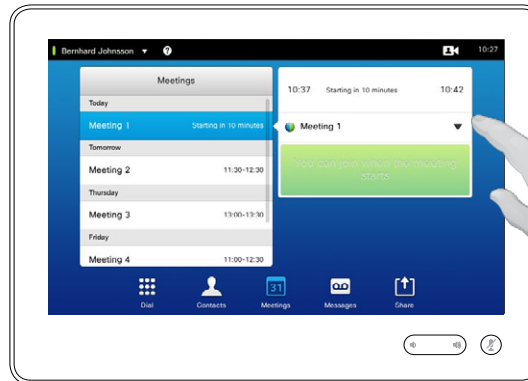 Bernhard Johnsson ▼ ? 10:27
Meetings
Today
Meeting 1 Starting in 10 minutes
Tomorrow
Meeting 2 11:30-12:30
Thursday
Meeting 3 13:00-13:30
Friday
Meeting 4 11:00-12:30
10:37 Starting in 10 minutes 10:42
Meeting 1 ▼
You can join when the meeting
starts
31
Dial Contacts Meetings Messages Share